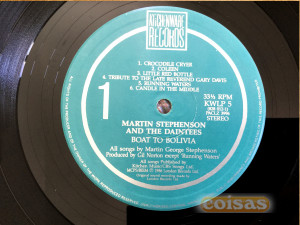 KITCHENWARE
RECORDS
1. CROCODILE CRYER
2. COLEEN
3. LITTLE RED BOTTLE
4. TRIBUTE TO THE LATE REVEREND GARY DAVIS
5. RUNNING WATER
6. CANDLE IN THE MIDDLE
1
33⅓ RPM
KWLP 5
STEREO
MARTIN STEPHENSON
AND THE DAINTEES
BOAT TO BOLIVIA
All songs by Martin George Stephenson
Produced by Gil Norton except 'Running Water'
coisas